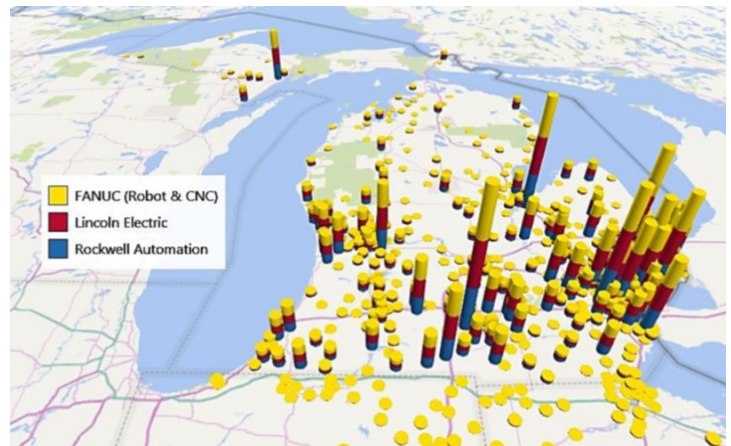 FANUC (Robot & CNC)
Lincoln Electric
Rockwell Automation